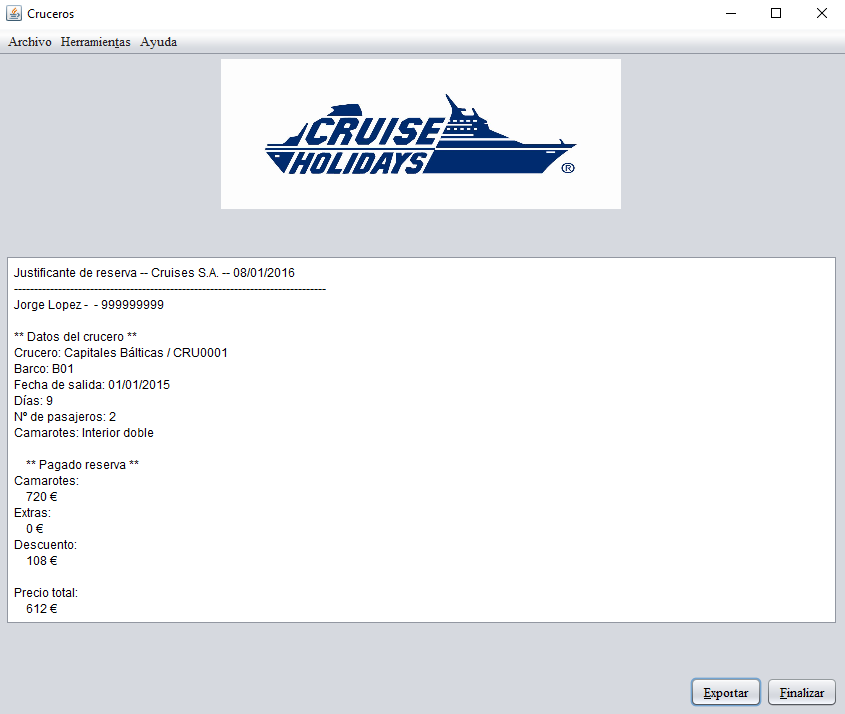 Cruceros
Archivo Herramientas Ayuda
CRUISE
HOLIDAYS ®
Justificante de reserva -- Cruises S.A. -- 08/01/2016
------------------------------------------------------------------------------
Jorge Lopez -  - 999999999
** Datos del crucero **
Crucero: Capitales Bálticas / CRU0001
Barco: B01
Fecha de salida: 01/01/2015
Días: 9
Nº de pasajeros: 2
Camarotes: Interior doble
** Pagado reserva **
Camarotes:
720 €
Extras:
0 €
Descuento:
108 €
Precio total:
612 €
Exportar Finalizar